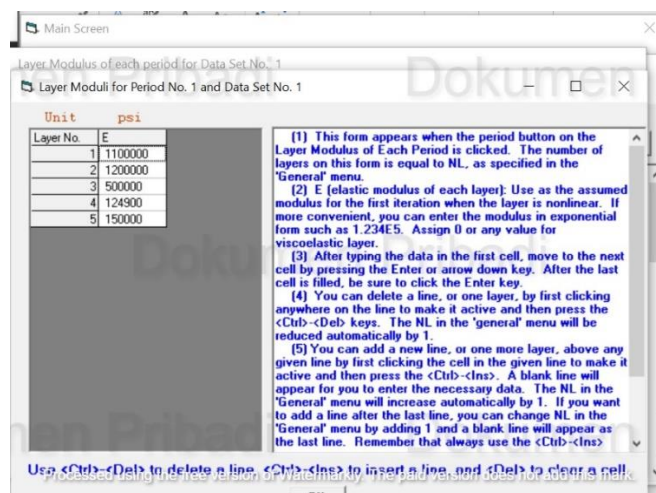 Main Screen
Layer Modulus of each period for Data Set No. 1
Layer Moduli for Period No. 1 and Data Set No. 1
Unit psi
Layer No. E
1 1100000
2 1200000
3 500000
4 124900
5 150000
(1) This form appears when the period button on the
Layer Modulus of Each Period is clicked. The number of
layers on this form is equal to NL, as specified in the
'General' menu.
(2) E (elastic modulus of each layer): Use as the assumed
modulus for the first iteration when the layer is nonlinear. If
more convenient, you can enter the modulus in exponential
form such as 1.234E5. Assign 0 or any value for
viscoelastic layer.
(3) After typing the data in the first cell, move to the next
cell by pressing the Enter or arrow down key. After the last
cell is filled, be sure to click the Enter key.
(4) You can delete a line, or one layer, by first clicking
anywhere on the line to make it active and then press the
<Ctrl>-<Del> keys. The NL in the 'general' menu will be
reduced automatically by 1.
(5) You can add a new line, or one more layer, above any
given line by first clicking the cell in the given line to make it
active and then press the <Ctrl>-<Ins>. A blank line will
appear for you to enter the necessary data. The NL in the
'General' menu will increase automatically by 1. If you want
to add a line after the last line, you can change NL in the
'General' menu by adding 1 and a blank line will appear as
the last line. Remember that always use the <Ctrl>-<Ins>
Use <Ctrl>-<Del> to delete a line, <Ctrl>-<Ins> to insert a line, and <Del> to clear a cell.
Processed using the free version of Watermarkly. The paid version does not add this mark.
Dokumen Pribadi